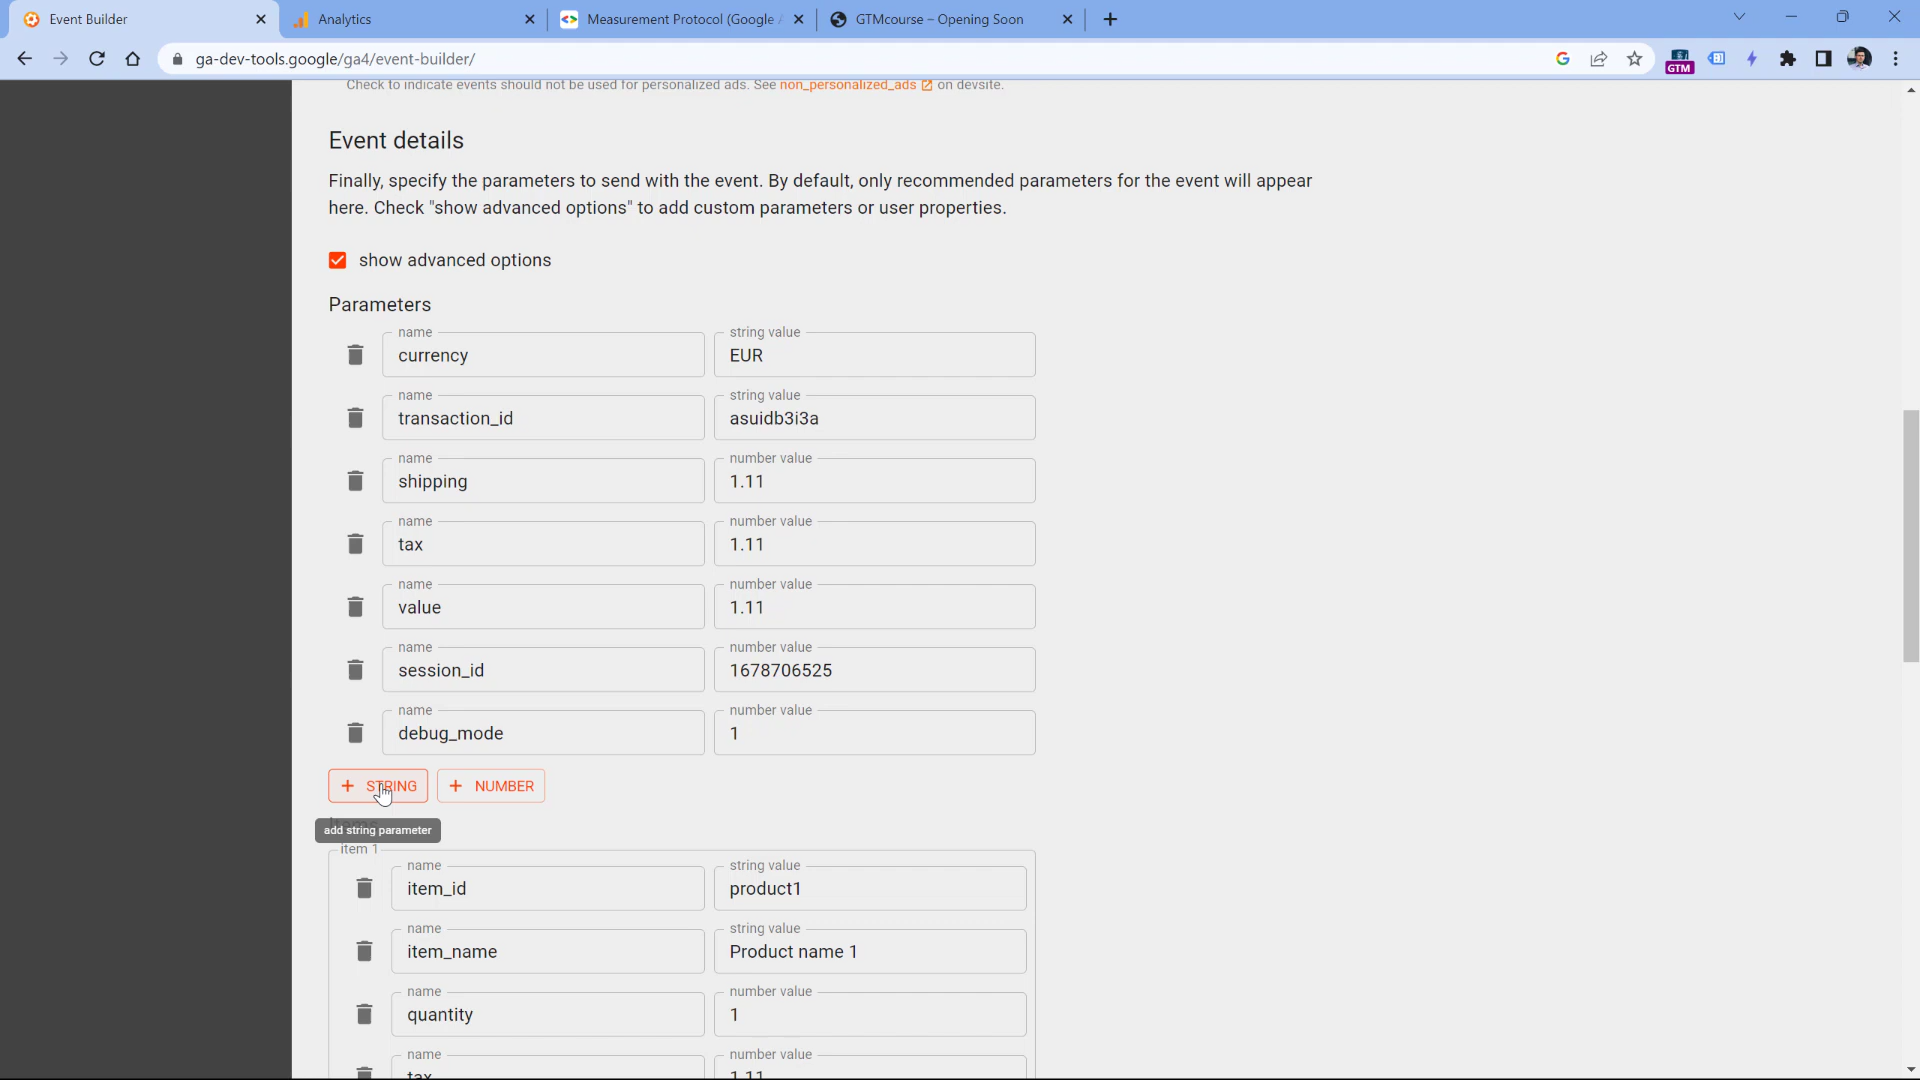 Event Builder
Analytics
Measurement Protocol (Google A
GTMcourse – Opening Soon
ga-dev-tools.google/ga4/event-builder/
GTM
Check to indicate events should not be used for personalized ads. See non_personalized_ads on devsite.
Event details
Finally, specify the parameters to send with the event. By default, only recommended parameters for the event will appear
here. Check "show advanced options" to add custom parameters or user properties.
show advanced options
Parameters
name
string value
currency
EUR
name
string value
transaction_id
asuidb3i3a
name
number value
shipping
1.11
name
number value
tax
1.11
name
number value
value
1.11
name
number value
session_id
1678706525
name
number value
debug_mode
1
+ STRING
+ NUMBER
add string parameter
item 1
name
string value
item_id
product1
name
string value
item_name
Product name 1
name
number value
quantity
1
name
number value
tax
1.11